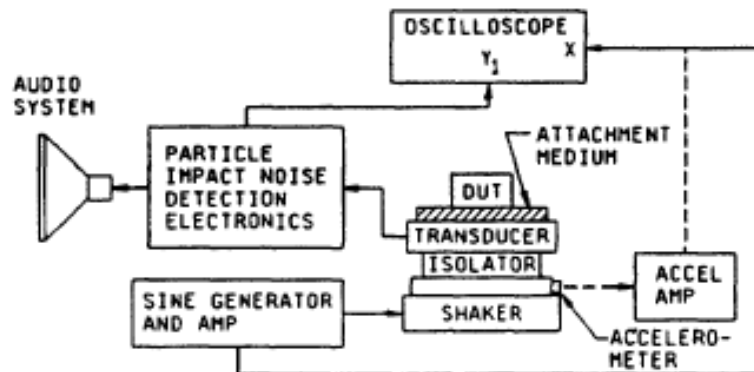 OSCILLOSCOPE
Y1
X
AUDIO
SYSTEM
PARTICLE
IMPACT NOISE
DETECTION
ELECTRONICS
ATTACHMENT
MEDIUM
DUT
TRANSDUCER
ISOLATOR
SHAKER
SINE GENERATOR
AND AMP
ACCEL
AMP
ACCELERO-
METER